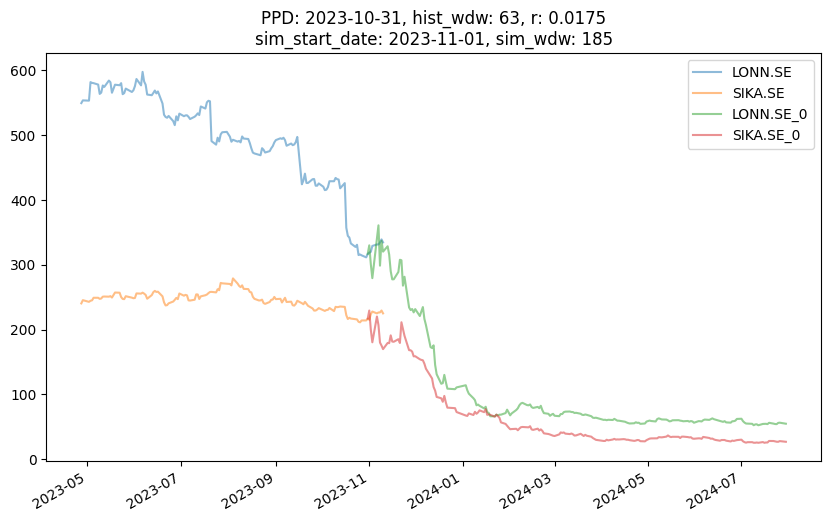 PPD: 2023-10-31, hist_wdw: 63, r: 0.0175
sim_start_date: 2023-11-01, sim_wdw: 185
600
500
400
300
200
100
0
LONN.SE
SIKA.SE
LONN.SE_0
SIKA.SE_0
2023-05
2023-07
2023-09
2023-11
2024-01
2024-03
2024-05
2024-07